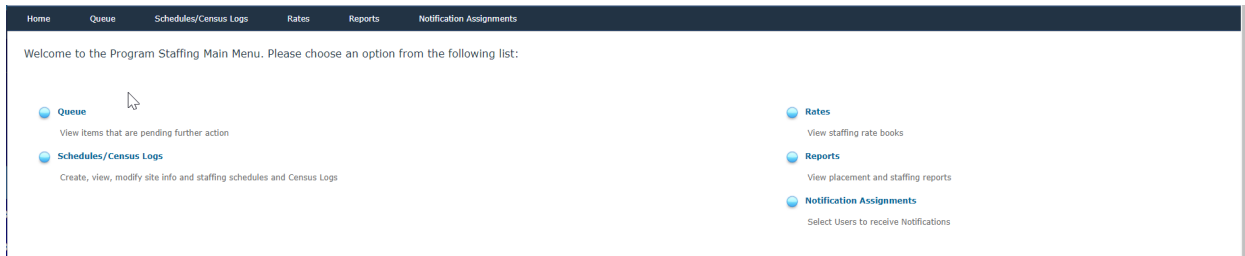 Home Queue Schedules/Census Logs Rates Reports Notification Assignments
Welcome to the Program Staffing Main Menu. Please choose an option from the following list:
Queue
View items that are pending further action
Schedules/Census Logs
Create, view, modify site info and staffing schedules and Census Logs
Rates
View staffing rate books
Reports
View placement and staffing reports
Notification Assignments
Select Users to receive Notifications